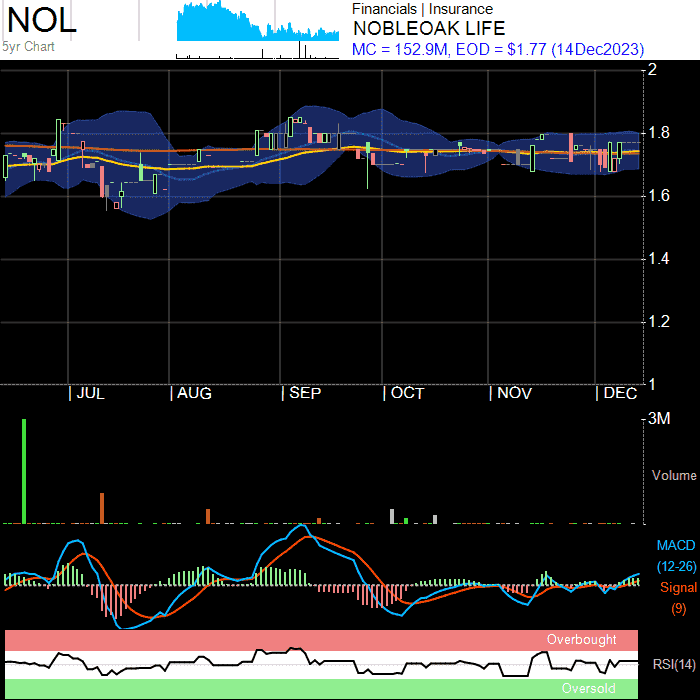 NOL
5yr Chart
Financials | Insurance
NOBLEOAK LIFE
MC = 152.9M, EOD = $1.77 (14Dec2023)
2
1.8
1.6
1.4
1.2
1
JUL AUG SEP OCT NOV DEC
3M
Volume
MACD
(12-26)
Signal
(9)
Overbought
RSI(14)
Oversold